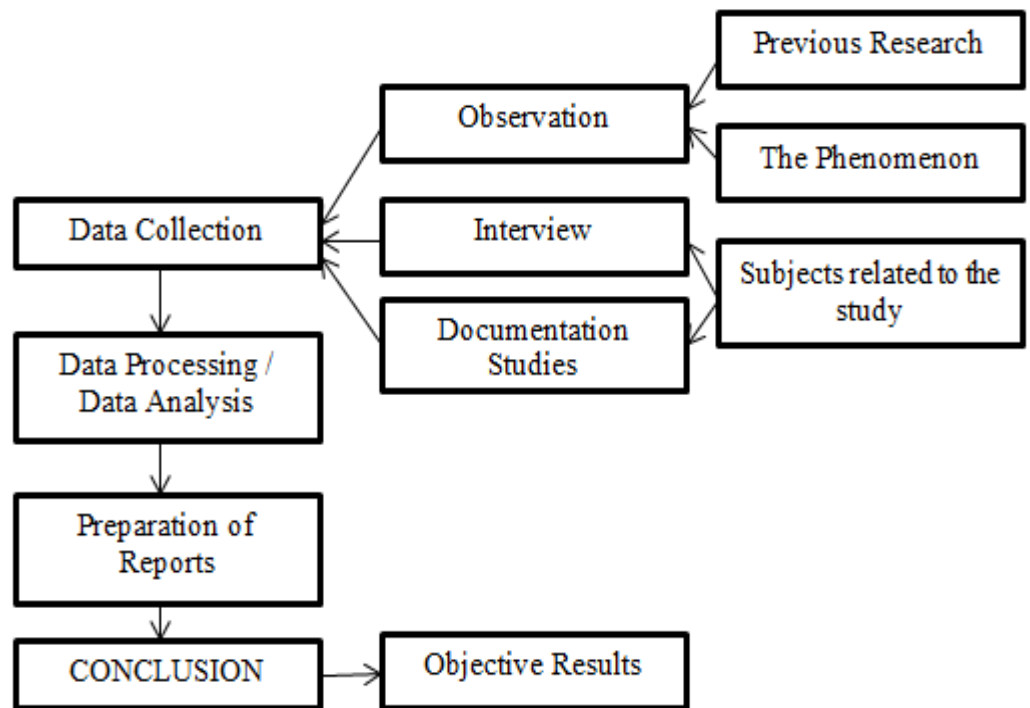 Previous Research
Observation
The Phenomenon
Data Collection
Interview
Subjects related to the
study
Documentation
Studies
Data Processing /
Data Analysis
Preparation of
Reports
CONCLUSION
Objective Results